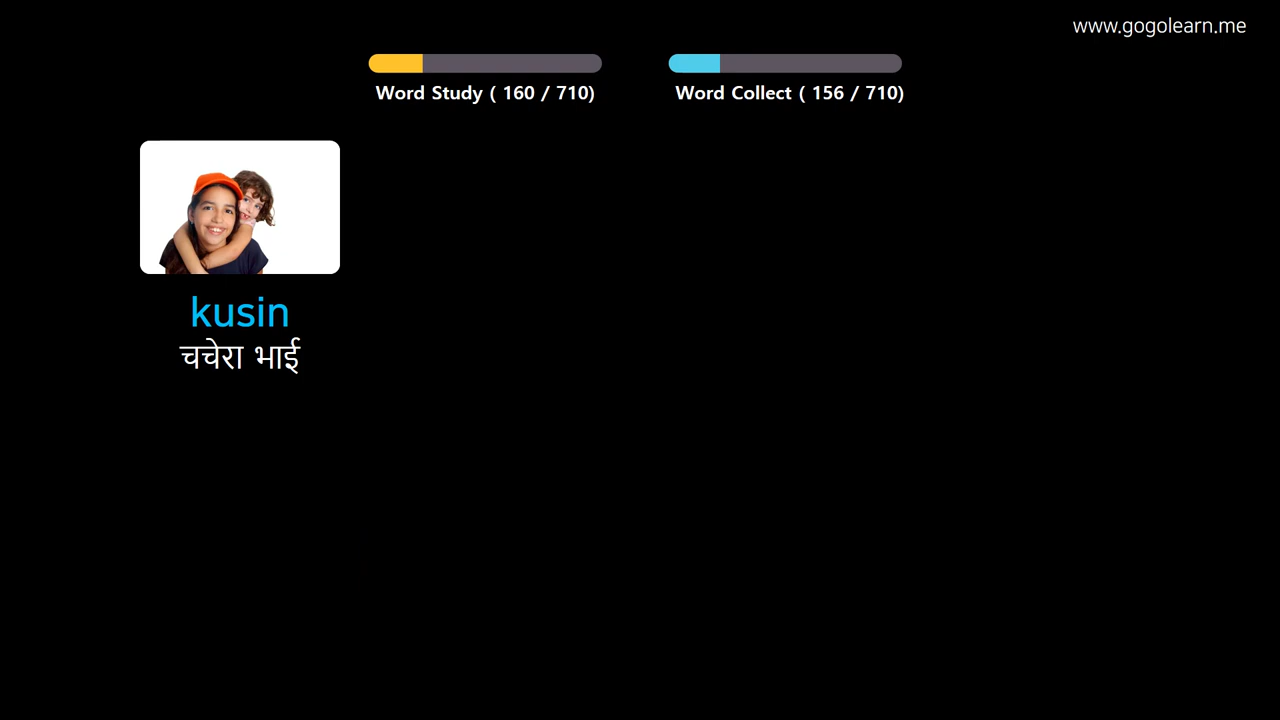 www.gogolearn.me
Word Study ( 160 / 710)
Word Collect ( 156 / 710)
kusin
चचेरा भाई